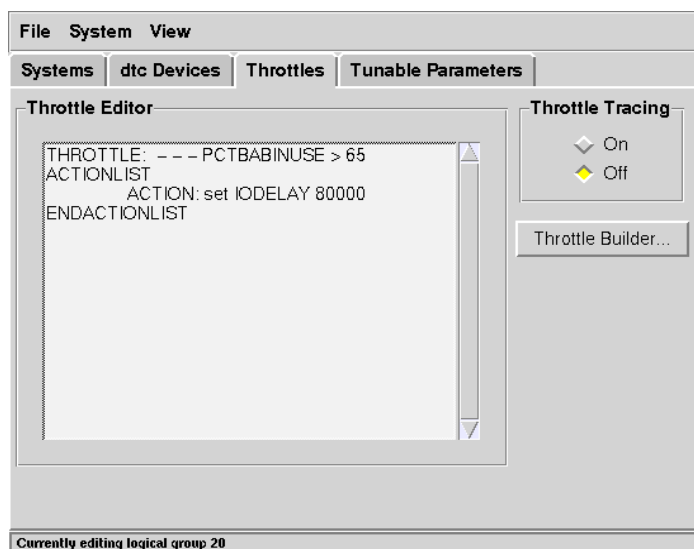 File System View
Systems dtc Devices Throttles Tunable Parameters
Throttle Editor
THROTTLE: - - - PCTBABINUSE > 65
ACTIONLIST
ACTION: set IODELAY 80000
ENDACTIONLIST
Throttle Tracing
On
Off
Throttle Builder...
Currently editing logical group 20